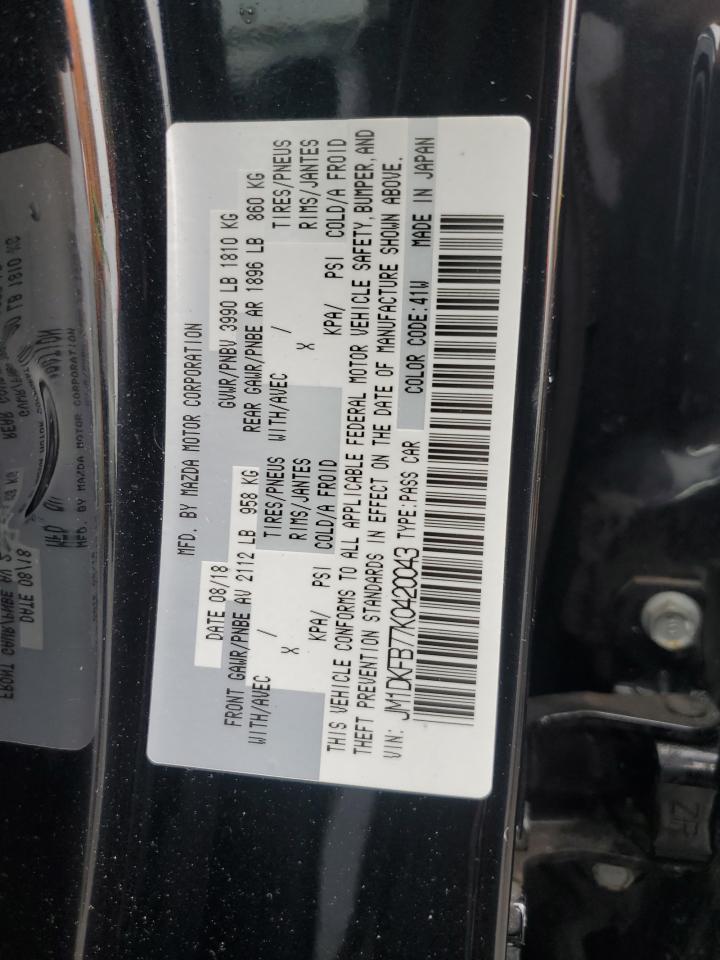 MFD. BY MAZDA MOTOR CORPORATION
DATE 08/18 GVWR/PNBV 3990 LB 1810 KG
FRONT GAWR/PNBE AV 2112 LB 958 KG REAR GAWR/PNBE AR 1896 LB 860 KG
WITH/AVEC TIRES/PNEUS WITH/AVEC TIRES/PNEUS
X / RIMS/JANTES X / RIMS/JANTES
KPA/ PSI COLD/A FROID KPA/ PSI COLD/A FROID
THIS VEHICLE CONFORMS TO ALL APPLICABLE FEDERAL MOTOR VEHICLE SAFETY, BUMPER, AND
THEFT PREVENTION STANDARDS IN EFFECT ON THE DATE OF MANUFACTURE SHOWN ABOVE.
VIN: JM1DKFB77K0420043 TYPE:PASS CAR COLOR CODE:41W MADE IN JAPAN